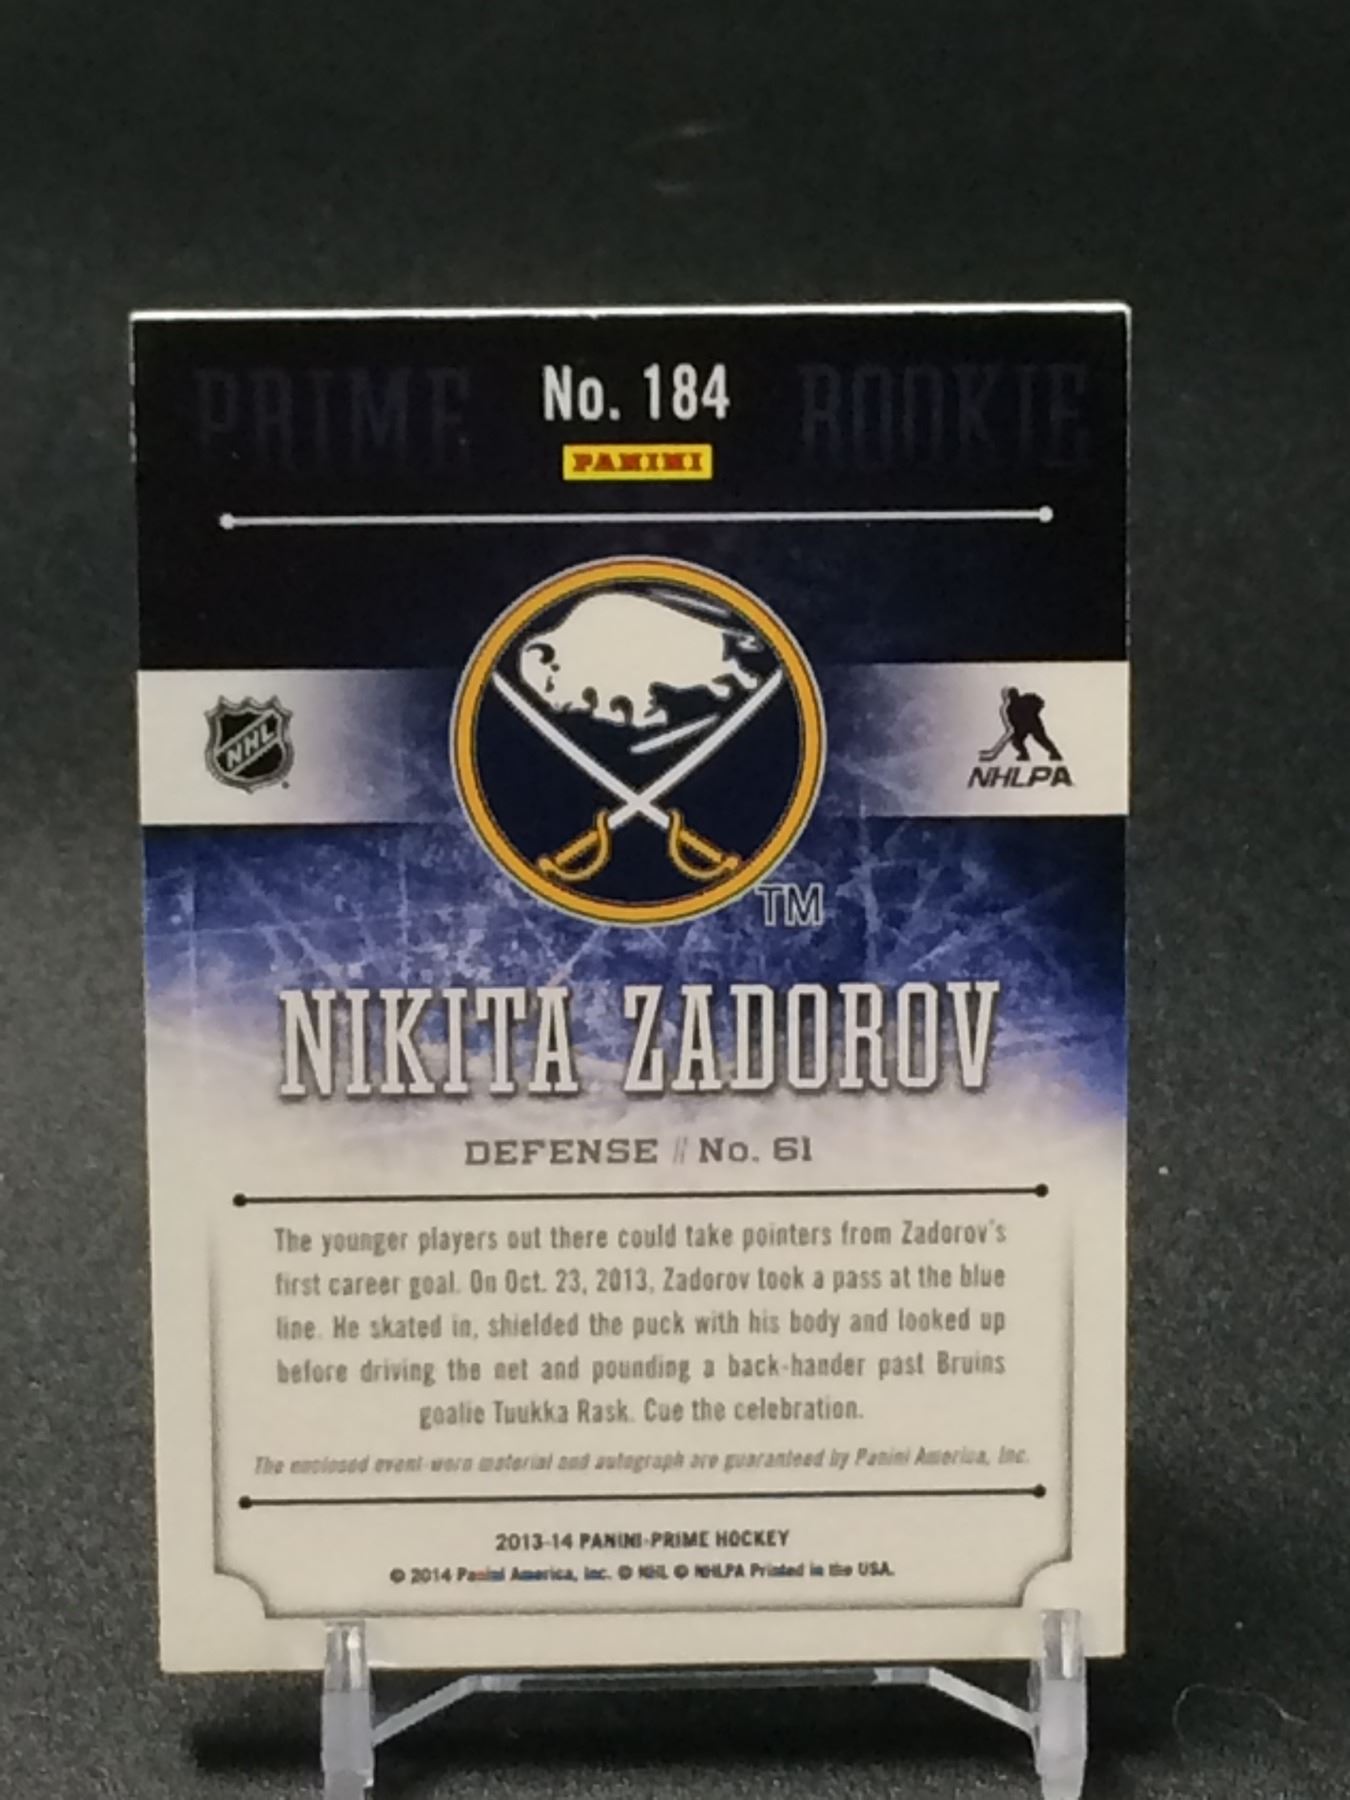 PRIME No. 184 ROOKIE
PANINI
NHL
NHLPA
TM
NIKITA ZADOROV
DEFENSE // No. 61
The younger players out there could take pointers from Zadorov's
first career goal. On Oct. 23, 2013, Zadorov took a pass at the blue
line. He skated in, shielded the puck with his body and looked up
before driving the net and pounding a back-hander past Bruins
goalie Tuukka Rask. Cue the celebration.
The enclosed event-worn material and autograph are guaranteed by Panini America, Inc.
2013-14 PANINI-PRIME HOCKEY
© 2014 Panini America, Inc. © NHL © NHLPA Printed in the USA.